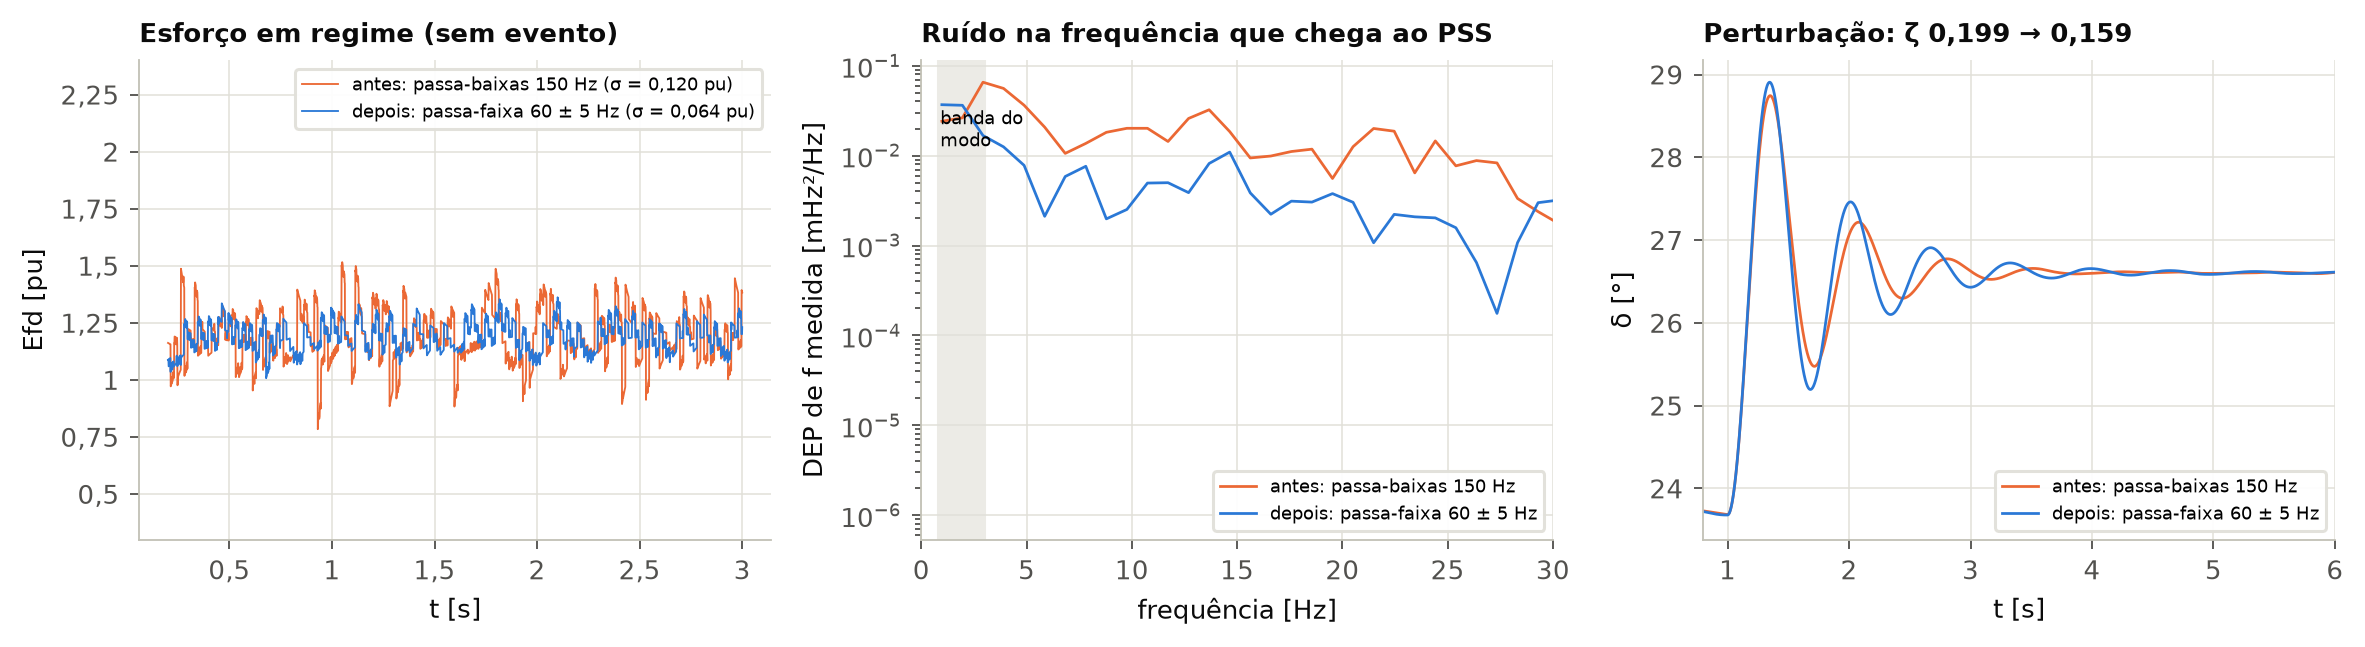 Esforço em regime (sem evento)
Efd [pu]
2,25
2
1,75
1,5
1,25
1
0,75
0,5
antes: passa-baixas 150 Hz (σ = 0,120 pu)
depois: passa-faixa 60 ± 5 Hz (σ = 0,064 pu)
0,5
1
1,5
2
2,5
3
t [s]
Ruído na frequência que chega ao PSS
DEP de f medida [mHz²/Hz]
10⁻¹
10⁻²
10⁻³
10⁻⁴
10⁻⁵
10⁻⁶
banda do
modo
antes: passa-baixas 150 Hz
depois: passa-faixa 60 ± 5 Hz
0
5
10
15
20
25
30
frequência [Hz]
Perturbação: ζ 0,199 → 0,159
δ [°]
29
28
27
26
25
24
antes: passa-baixas 150 Hz
depois: passa-faixa 60 ± 5 Hz
1
2
3
4
5
6
t [s]